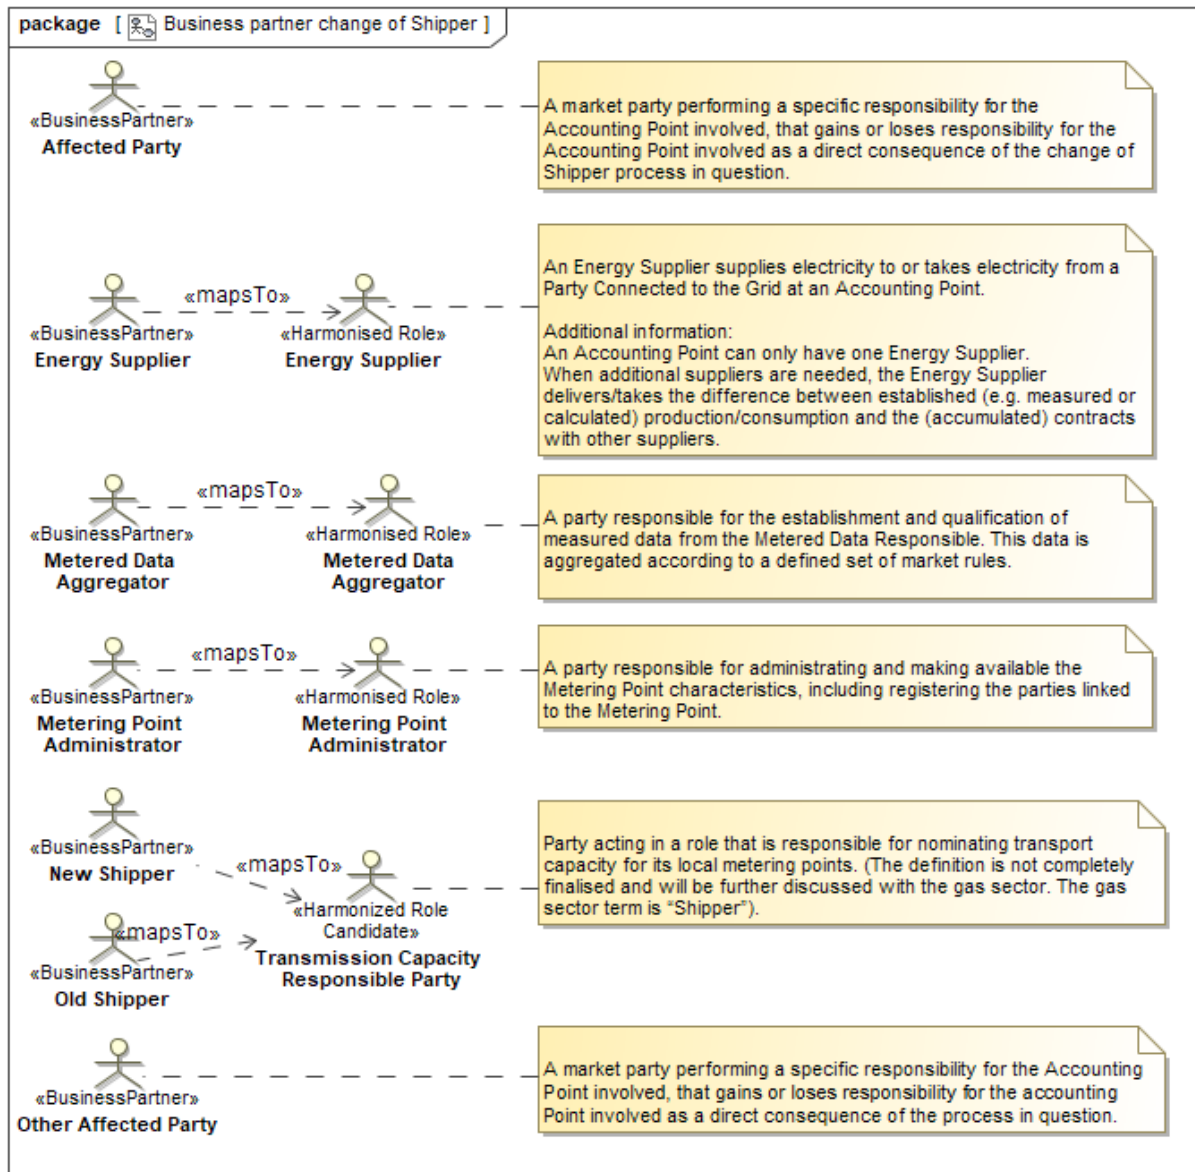 package [ Business partner change of Shipper ]
«BusinessPartner»
Affected Party
A market party performing a specific responsibility for the
Accounting Point involved, that gains or loses responsibility for the
Accounting Point involved as a direct consequence of the change of
Shipper process in question.
«mapsTo»
«BusinessPartner»
Energy Supplier
«Harmonised Role»
Energy Supplier
An Energy Supplier supplies electricity to or takes electricity from a
Party Connected to the Grid at an Accounting Point.
Additional information:
An Accounting Point can only have one Energy Supplier.
When additional suppliers are needed, the Energy Supplier
delivers/takes the difference between established (e.g. measured or
calculated) production/consumption and the (accumulated) contracts
with other suppliers.
«mapsTo»
«BusinessPartner»
Metered Data
Aggregator
«Harmonised Role»
Metered Data
Aggregator
A party responsible for the establishment and qualification of
measured data from the Metered Data Responsible. This data is
aggregated according to a defined set of market rules.
«mapsTo»
«BusinessPartner»
Metering Point
Administrator
«Harmonised Role»
Metering Point
Administrator
A party responsible for administrating and making available the
Metering Point characteristics, including registering the parties linked
to the Metering Point.
«BusinessPartner»
New Shipper
«mapsTo»
«mapsTo»
«BusinessPartner»
Old Shipper
«Harmonized Role
Candidate»
Transmission Capacity
Responsible Party
Party acting in a role that is responsible for nominating transport
capacity for its local metering points. (The definition is not completely
finalised and will be further discussed with the gas sector. The gas
sector term is “Shipper”).
«BusinessPartner»
Other Affected Party
A market party performing a specific responsibility for the Accounting
Point involved, that gains or loses responsibility for the accounting
Point involved as a direct consequence of the process in question.